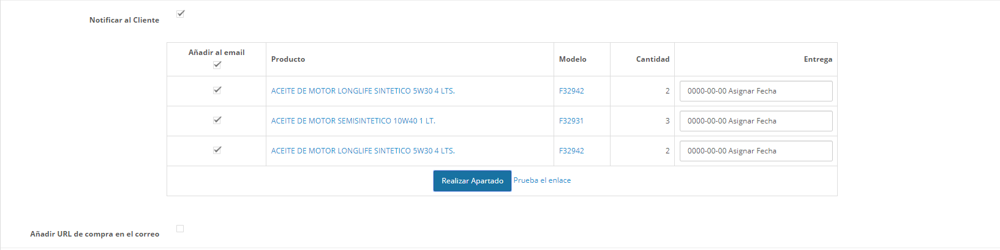 Notificar al Cliente
Añadir al email Producto Modelo Cantidad Entrega
ACEITE DE MOTOR LONGLIFE SINTETICO 5W30 4 LTS. F32942 2 0000-00-00 Asignar Fecha
ACEITE DE MOTOR SEMISINTETICO 10W40 1 LT. F32931 3 0000-00-00 Asignar Fecha
ACEITE DE MOTOR LONGLIFE SINTETICO 5W30 4 LTS. F32942 2 0000-00-00 Asignar Fecha
Realizar Apartado Prueba el enlace
Añadir URL de compra en el correo